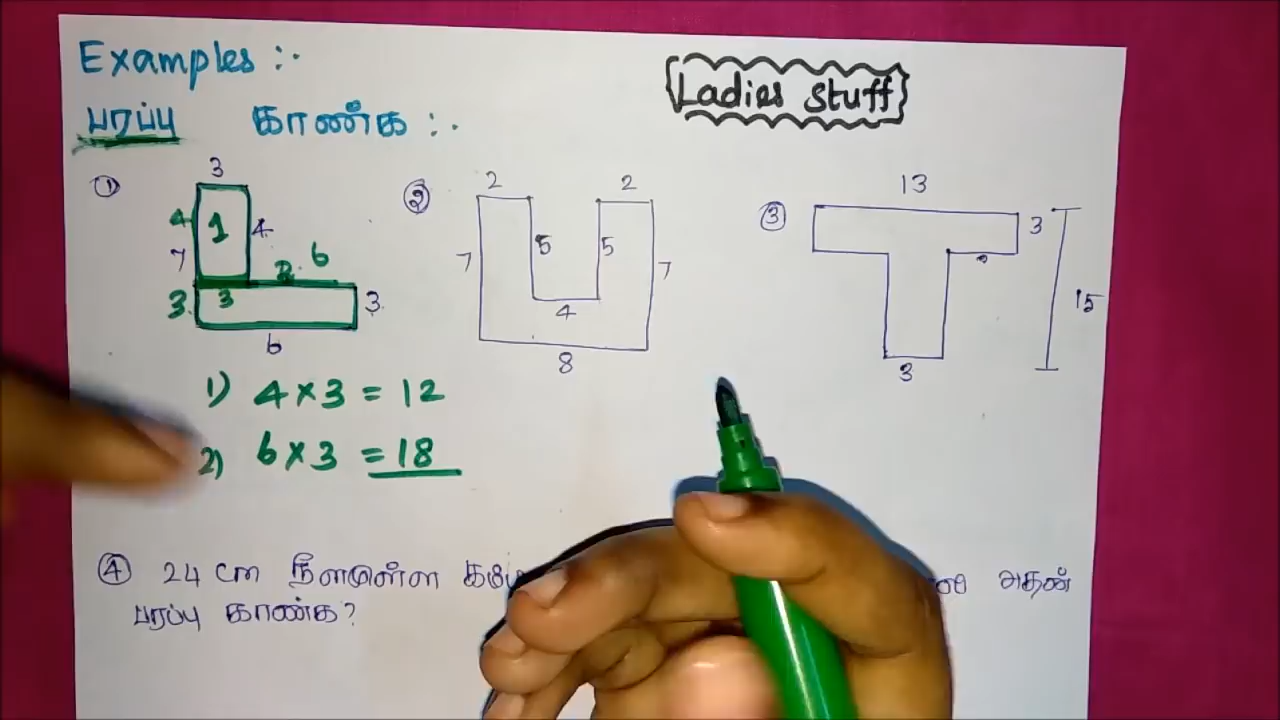 Examples :-
Ladies Stuff
பரப்பு காண்க :-
① 3 4 1 4 7 6 3 3 3 6
② 2 2 5 5 7 7 4 8
③ 13 3 15 3
1) 4 × 3 = 12
2) 6 × 3 = 18
④ 24 cm நீளமுள்ள அதன்
பரப்பு காண்க?